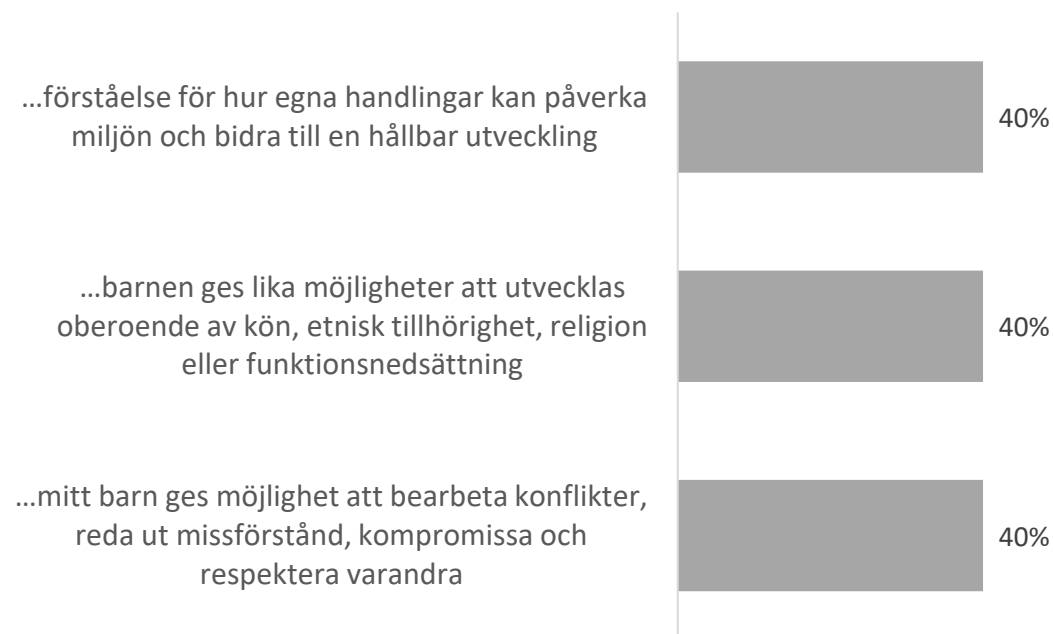 …förståelse för hur egna handlingar kan påverka
miljön och bidra till en hållbar utveckling
40%
…barnen ges lika möjligheter att utvecklas
oberoende av kön, etnisk tillhörighet, religion
eller funktionsnedsättning
40%
…mitt barn ges möjlighet att bearbeta konflikter,
reda ut missförstånd, kompromissa och
respektera varandra
40%